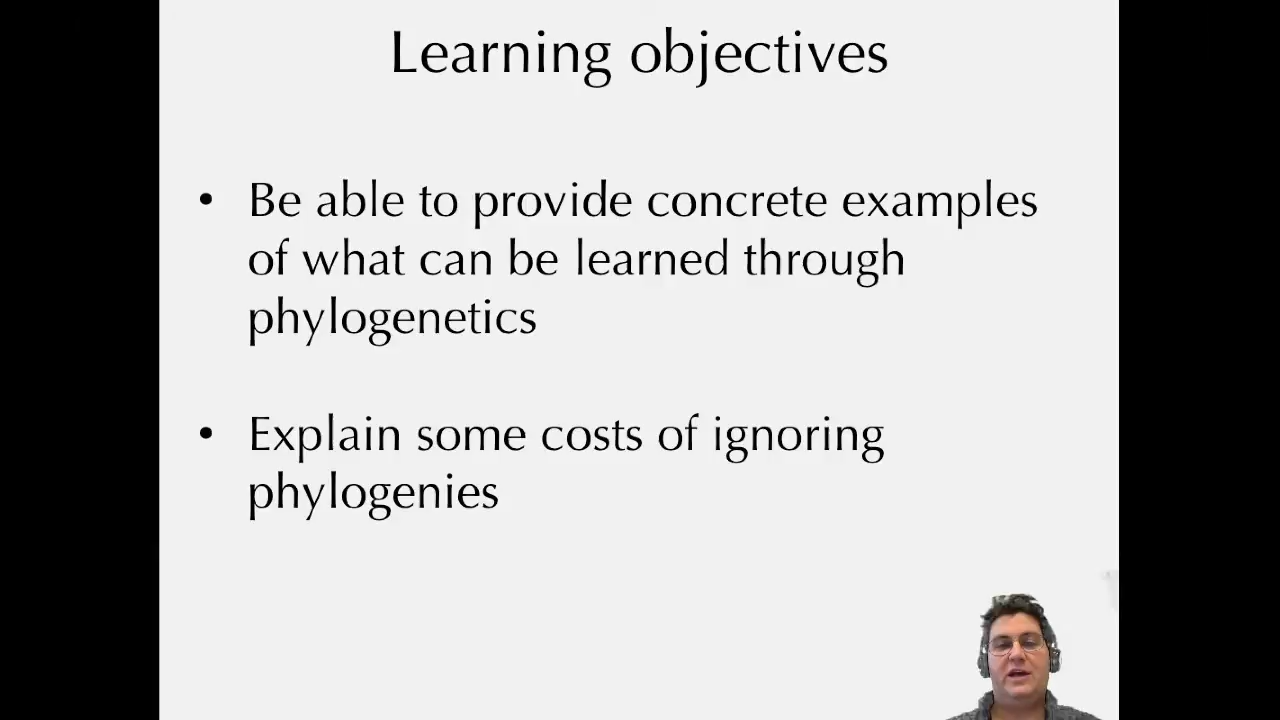 Learning objectives
• Be able to provide concrete examples
of what can be learned through
phylogenetics
• Explain some costs of ignoring
phylogenies